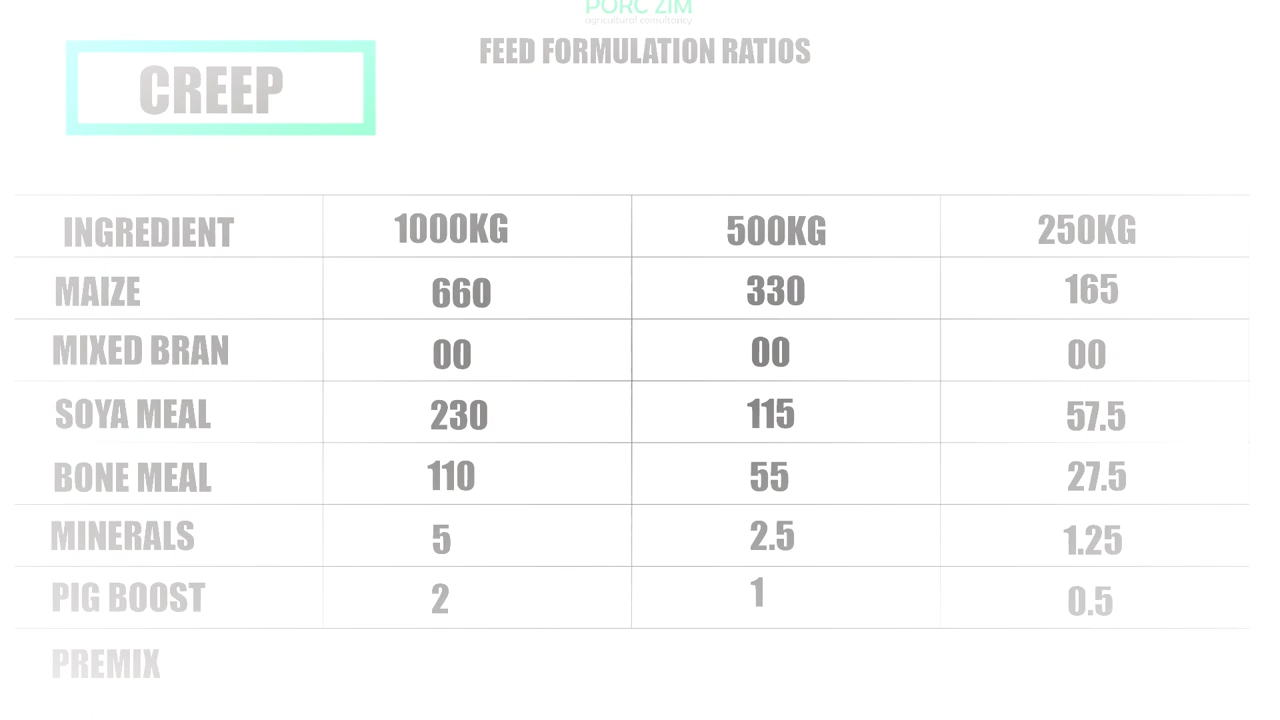 PORC ZIM
agricultural consultancy
FEED FORMULATION RATIOS
CREEP
INGREDIENT 1000KG 500KG 250KG
MAIZE 660 330 165
MIXED BRAN 00 00 00
SOYA MEAL 230 115 57.5
BONE MEAL 110 55 27.5
MINERALS 5 2.5 1.25
PIG BOOST 2 1 0.5
PREMIX